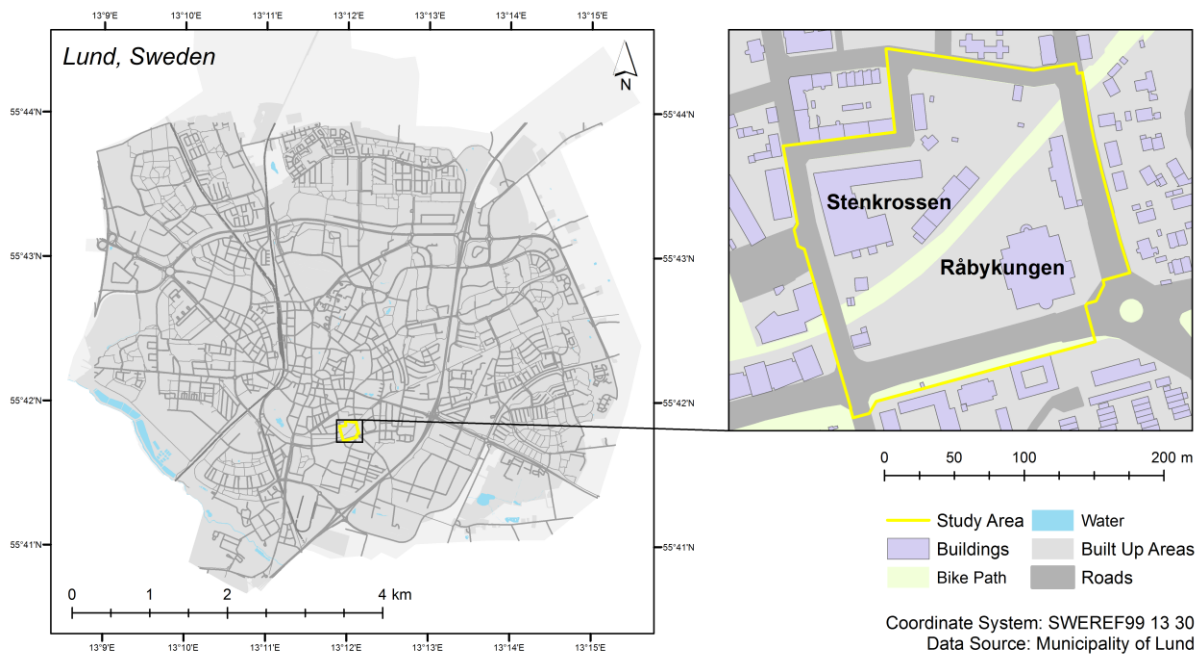 13°9'E 13°10'E 13°11'E 13°12'E 13°13'E 13°14'E 13°15'E
Lund, Sweden
N
55°44'N 55°44'N
55°43'N 55°43'N
55°42'N 55°42'N
55°41'N 55°41'N
0 1 2 4 km
13°9'E 13°10'E 13°11'E 13°12'E 13°13'E 13°14'E 13°15'E
Stenkrossen
Råbykungen
0 50 100 200 m
Study Area Water
Buildings Built Up Areas
Bike Path Roads
Coordinate System: SWEREF99 13 30
Data Source: Municipality of Lund